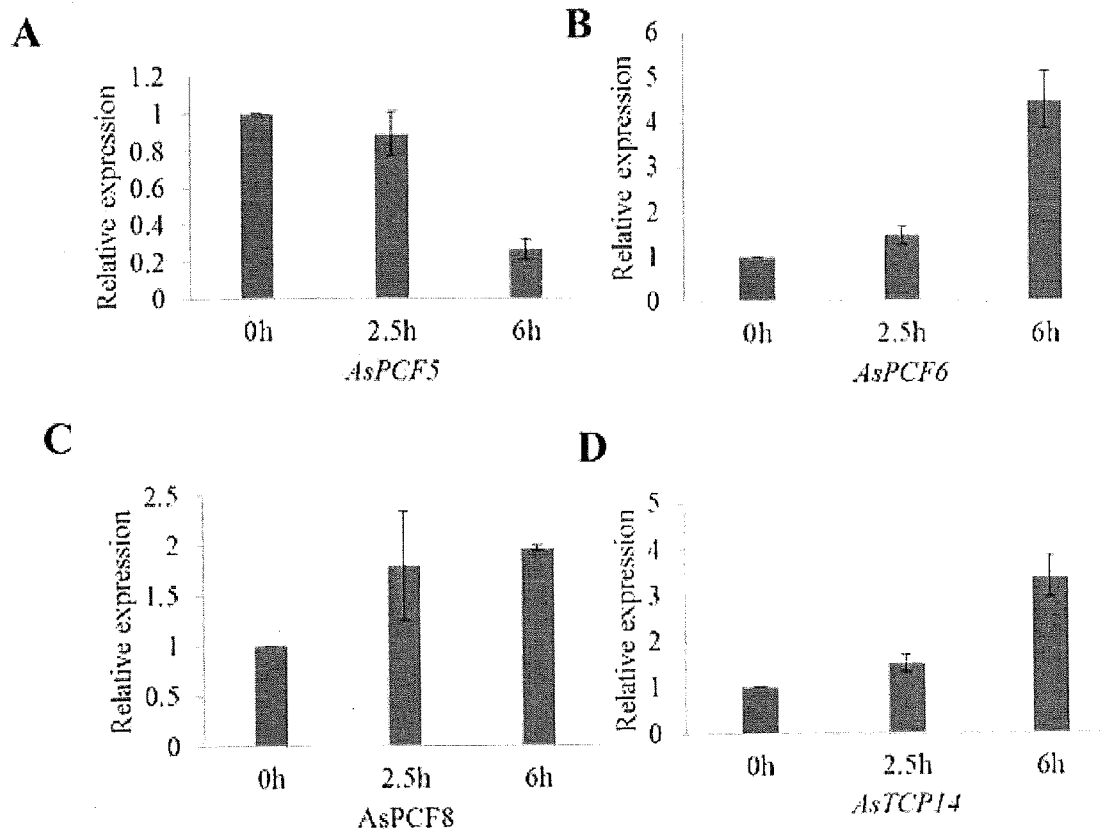 A
Relative expression
1.2
1
0.8
0.6
0.4
0.2
0
0h 2.5h 6h
AsPCF5
B
Relative expression
6
5
4
3
2
1
0
0h 2.5h 6h
AsPCF6
C
Relative expression
2.5
2
1.5
1
0.5
0
0h 2.5h 6h
AsPCF8
D
Relative expression
5
4
3
2
1
0
0h 2.5h 6h
AsTCP14